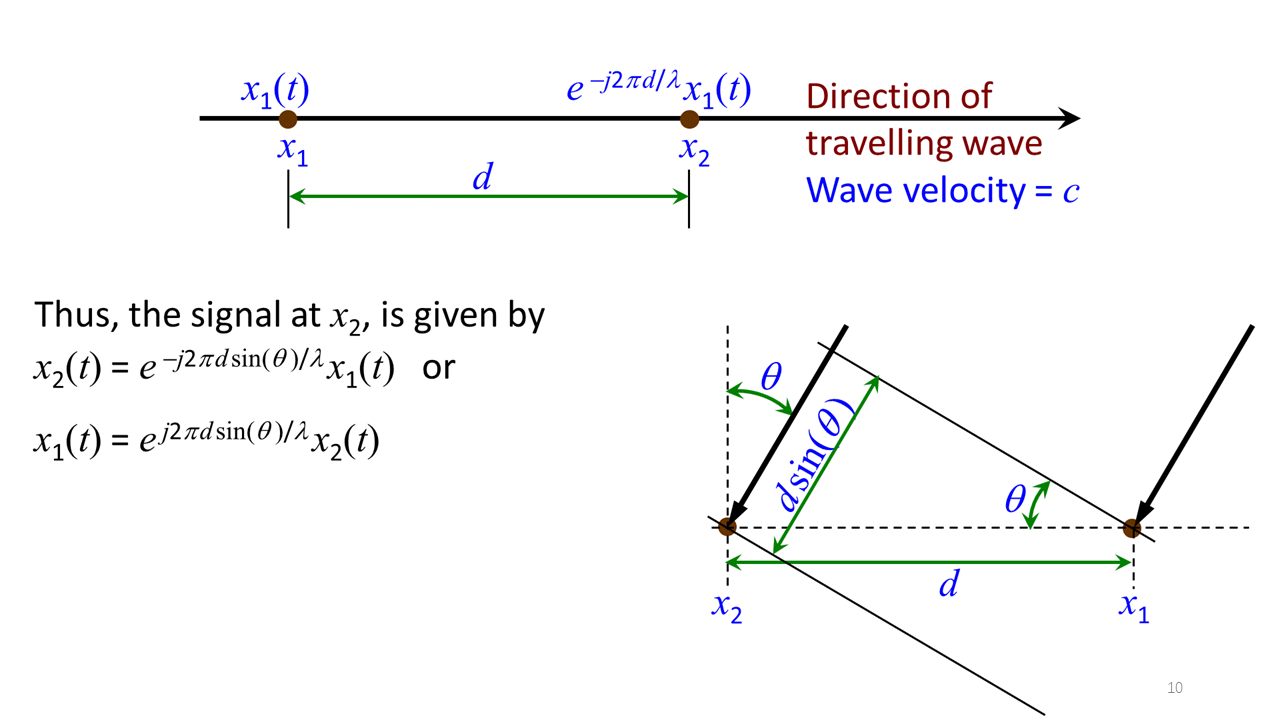 x₁(t)
e^{−j2πd/λ}x₁(t)
Direction of
travelling wave
Wave velocity = c
x₁
x₂
d
Thus, the signal at x₂, is given by
x₂(t) = e^{−j2πd sin(θ)/λ}x₁(t) or
x₁(t) = e^{j2πd sin(θ)/λ}x₂(t)
θ
d sin(θ)
θ
d
x₂
x₁
10